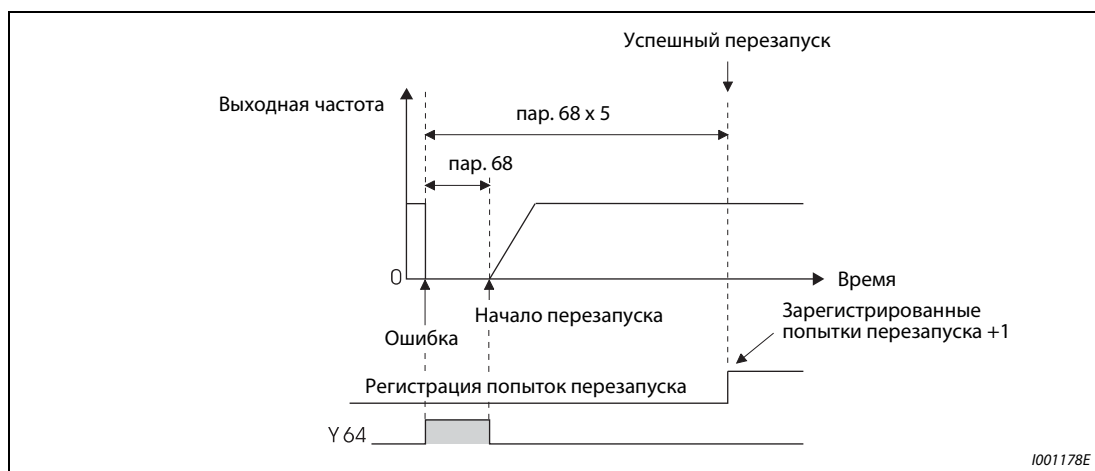 Успешный перезапуск
Выходная частота
пар. 68 x 5
пар. 68
0
Время
Начало перезапуска
Ошибка
Зарегистрированные
попытки перезапуска +1
Регистрация попыток перезапуска
Y 64
I001178E